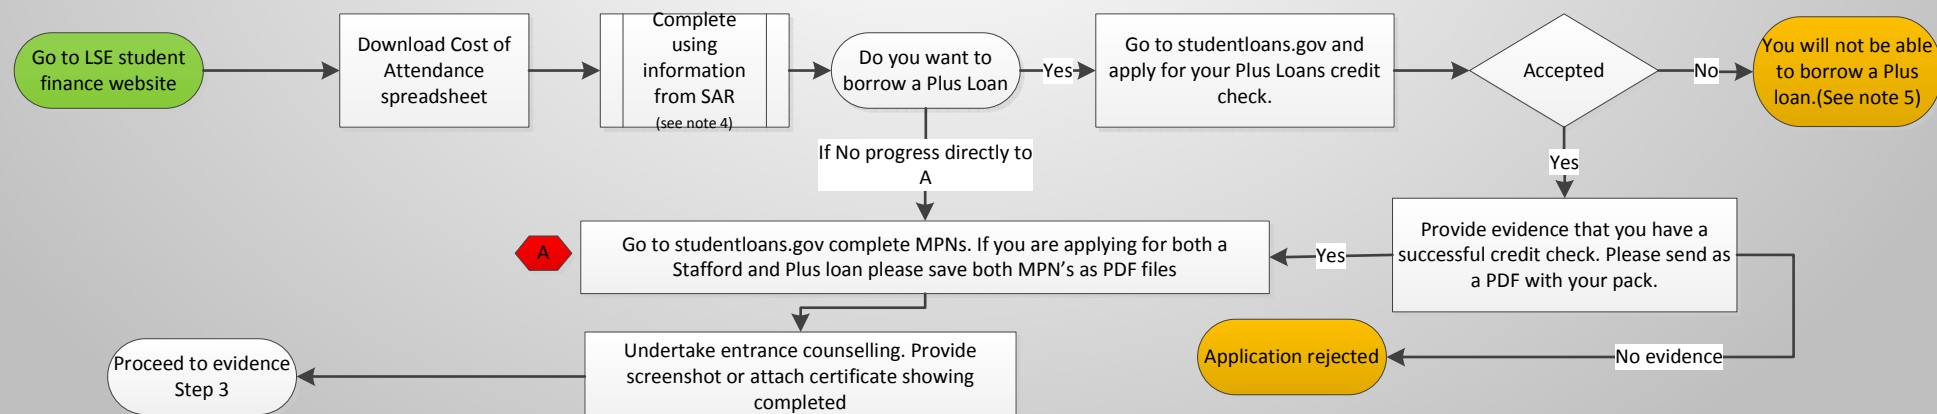 Go to LSE student
finance website
Download Cost of
Attendance
spreadsheet
Complete
using
information
from SAR
(see note 4)
Do you want to
borrow a Plus Loan
Yes
Go to studentloans.gov and
apply for your Plus Loans credit
check.
Accepted
No
You will not be able
to borrow a Plus
loan.(See note 5)
If No progress directly to
A
Yes
A
Go to studentloans.gov complete MPNs. If you are applying for both a
Stafford and Plus loan please save both MPN’s as PDF files
Yes
Provide evidence that you have a
successful credit check. Please send as
a PDF with your pack.
Proceed to evidence
Step 3
Undertake entrance counselling. Provide
screenshot or attach certificate showing
completed
Application rejected
No evidence